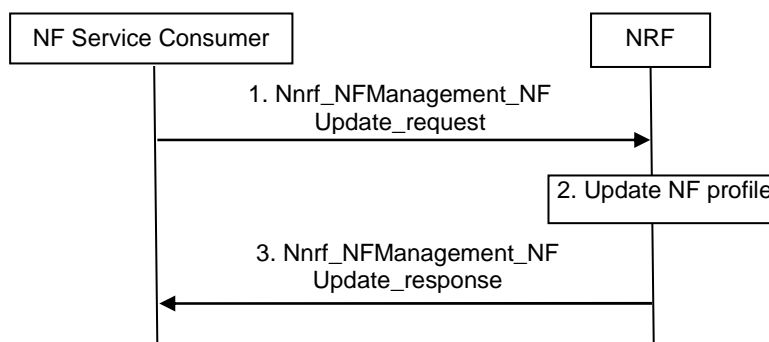 NF Service Consumer
NRF
1. Nnrf_NFManagement_NF
Update_request
2. Update NF profile
3. Nnrf_NFManagement_NF
Update_response